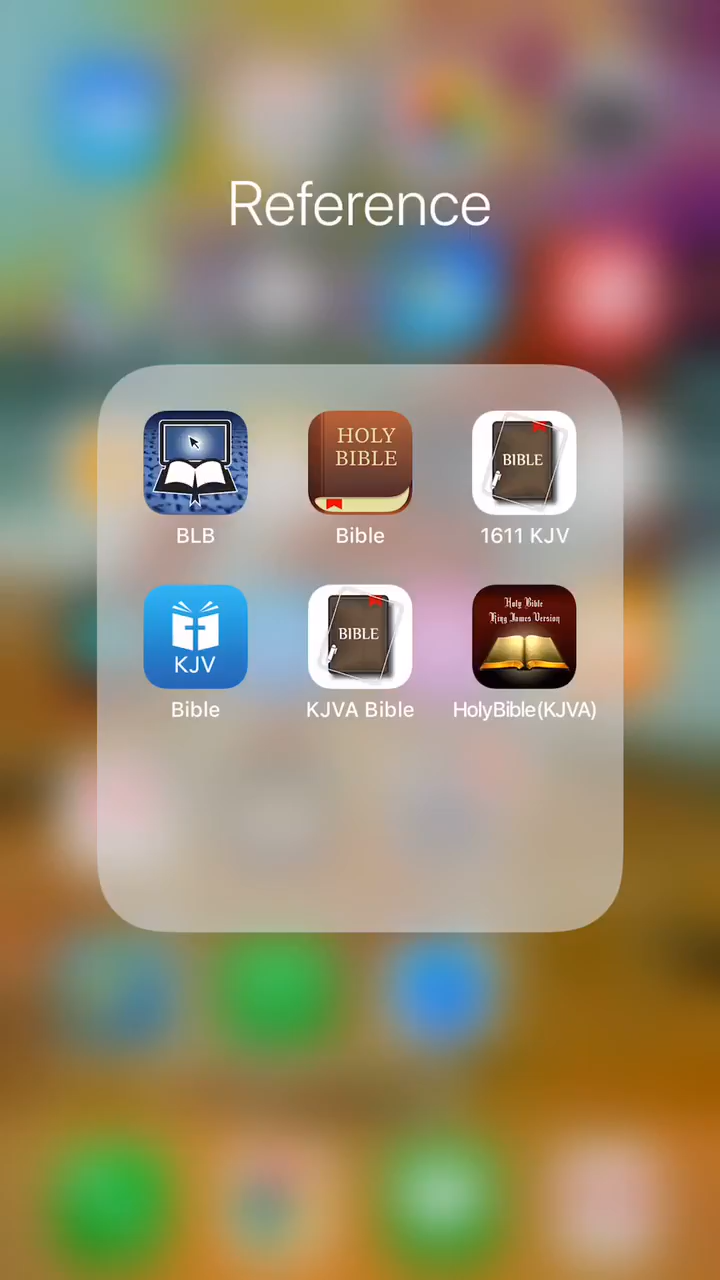 Reference
HOLY
BIBLE
BIBLE
BLB
Bible
1611 KJV
KJV
BIBLE
Holy Bible
King James Version
Bible
KJVA Bible
HolyBible(KJVA)